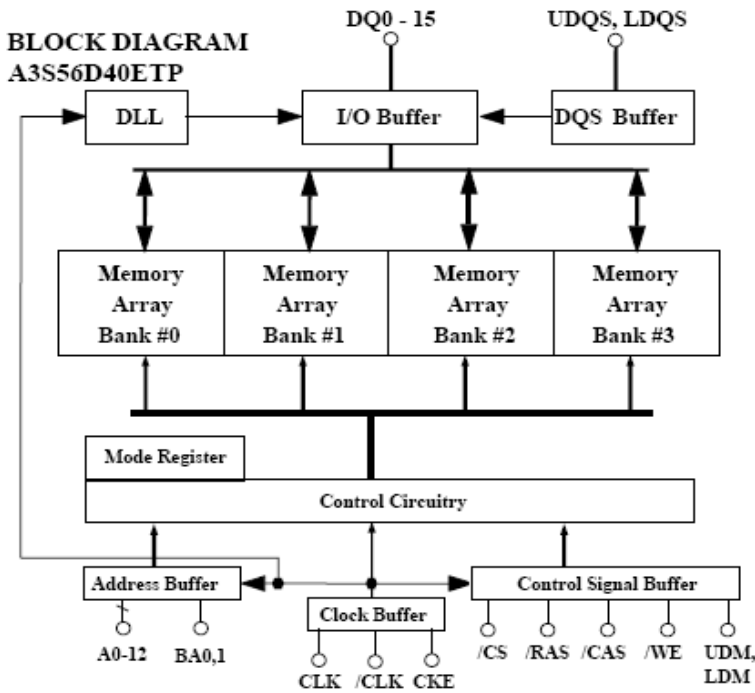 BLOCK DIAGRAM
A3S56D40ETP
DQ0 - 15
UDQS, LDQS
DLL
I/O Buffer
DQS Buffer
Memory
Array
Bank #0
Memory
Array
Bank #1
Memory
Array
Bank #2
Memory
Array
Bank #3
Mode Register
Control Circuitry
Address Buffer
Clock Buffer
Control Signal Buffer
A0-12
BA0,1
CLK
/CLK
CKE
/CS
/RAS
/CAS
/WE
UDM,
LDM